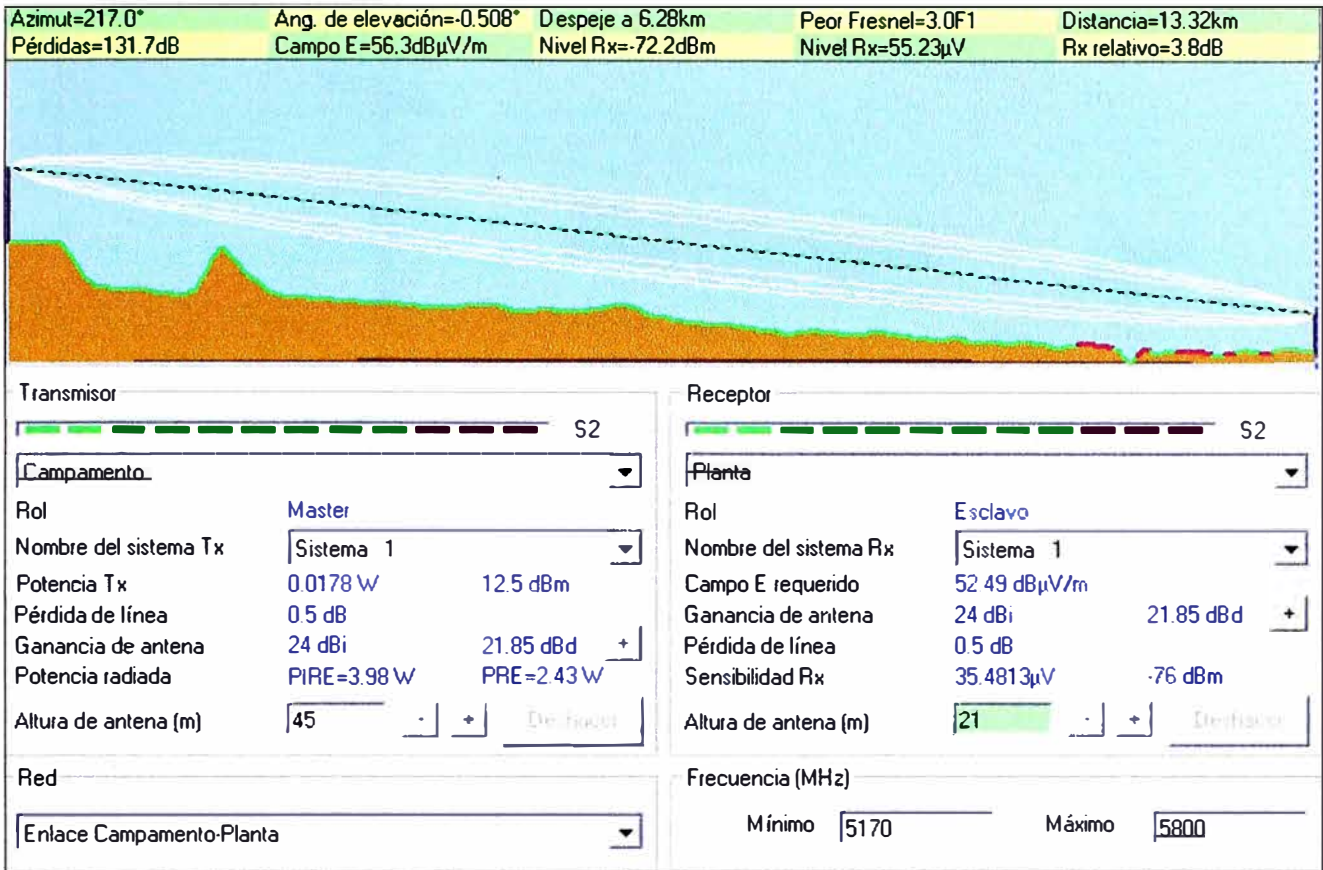 Azimut=217.0° Ang. de elevación=-0.508° Despeje a 6.28km Peor Fresnel=3.0F1 Distancia=13.32km
Pérdidas=131.7dB Campo E=56.3dBµV/m Nivel Rx=-72.2dBm Nivel Rx=55.23µV Rx relativo=3.8dB
Transmisor
S2
Campamento
Rol Master
Nombre del sistema Tx Sistema 1
Potencia Tx 0.0178 W 12.5 dBm
Pérdida de línea 0.5 dB
Ganancia de antena 24 dBi 21.85 dBd +
Potencia radiada PIRE=3.98 W PRE=2.43 W
Altura de antena (m) 45 - + Deshacer
Receptor
S2
Planta
Rol Esclavo
Nombre del sistema Rx Sistema 1
Campo E requerido 52.49 dBµV/m
Ganancia de antena 24 dBi 21.85 dBd +
Pérdida de línea 0.5 dB
Sensibilidad Rx 35.4813µV -76 dBm
Altura de antena (m) 21 - + Deshacer
Red
Enlace Campamento-Planta
Frecuencia (MHz)
Mínimo 5170 Máximo 5800